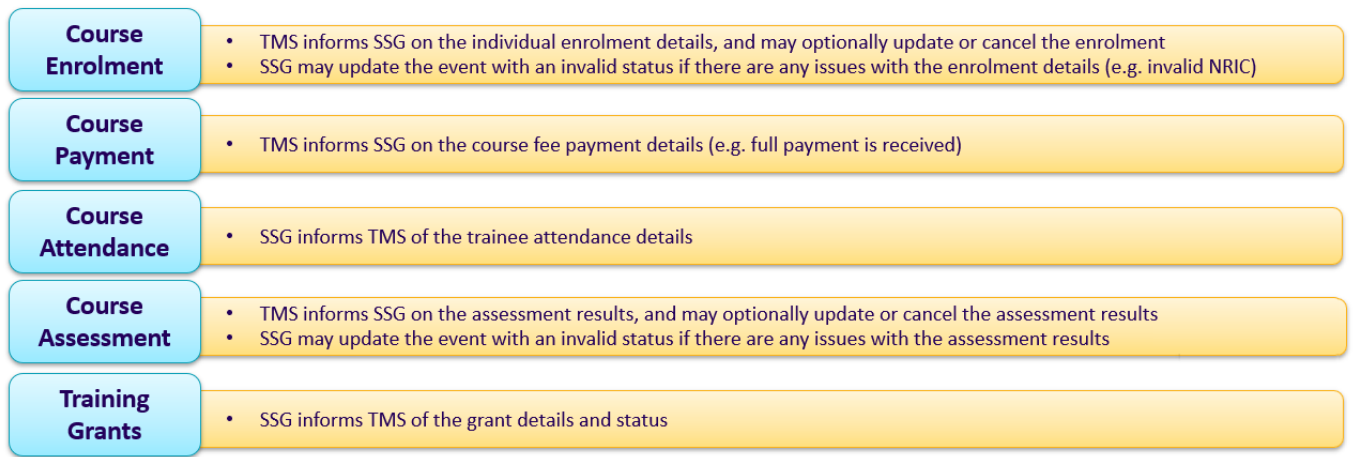 Course
Enrolment
• TMS informs SSG on the individual enrolment details, and may optionally update or cancel the enrolment
• SSG may update the event with an invalid status if there are any issues with the enrolment details (e.g. invalid NRIC)
Course
Payment
• TMS informs SSG on the course fee payment details (e.g. full payment is received)
Course
Attendance
• SSG informs TMS of the trainee attendance details
Course
Assessment
• TMS informs SSG on the assessment results, and may optionally update or cancel the assessment results
• SSG may update the event with an invalid status if there are any issues with the assessment results
Training
Grants
• SSG informs TMS of the grant details and status